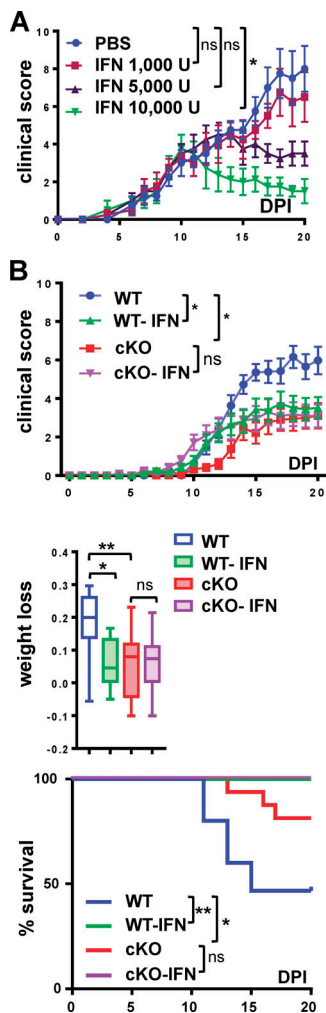 A
PBS
IFN 1,000 U
IFN 5,000 U
IFN 10,000 U
ns
ns
*
clinical score
10
8
6
4
2
0
0 5 10 15 20
DPI
B
WT
WT- IFN
cKO
cKO- IFN
*
*
ns
clinical score
8
6
4
2
0
0 5 10 15 20
DPI
WT
WT- IFN
cKO
cKO- IFN
**
*
ns
weight loss
0.4
0.3
0.2
0.1
0.0
-0.1
-0.2
% survival
100
50
0 5 10 15 20
WT
WT-IFN
cKO
cKO-IFN
**
*
ns
DPI